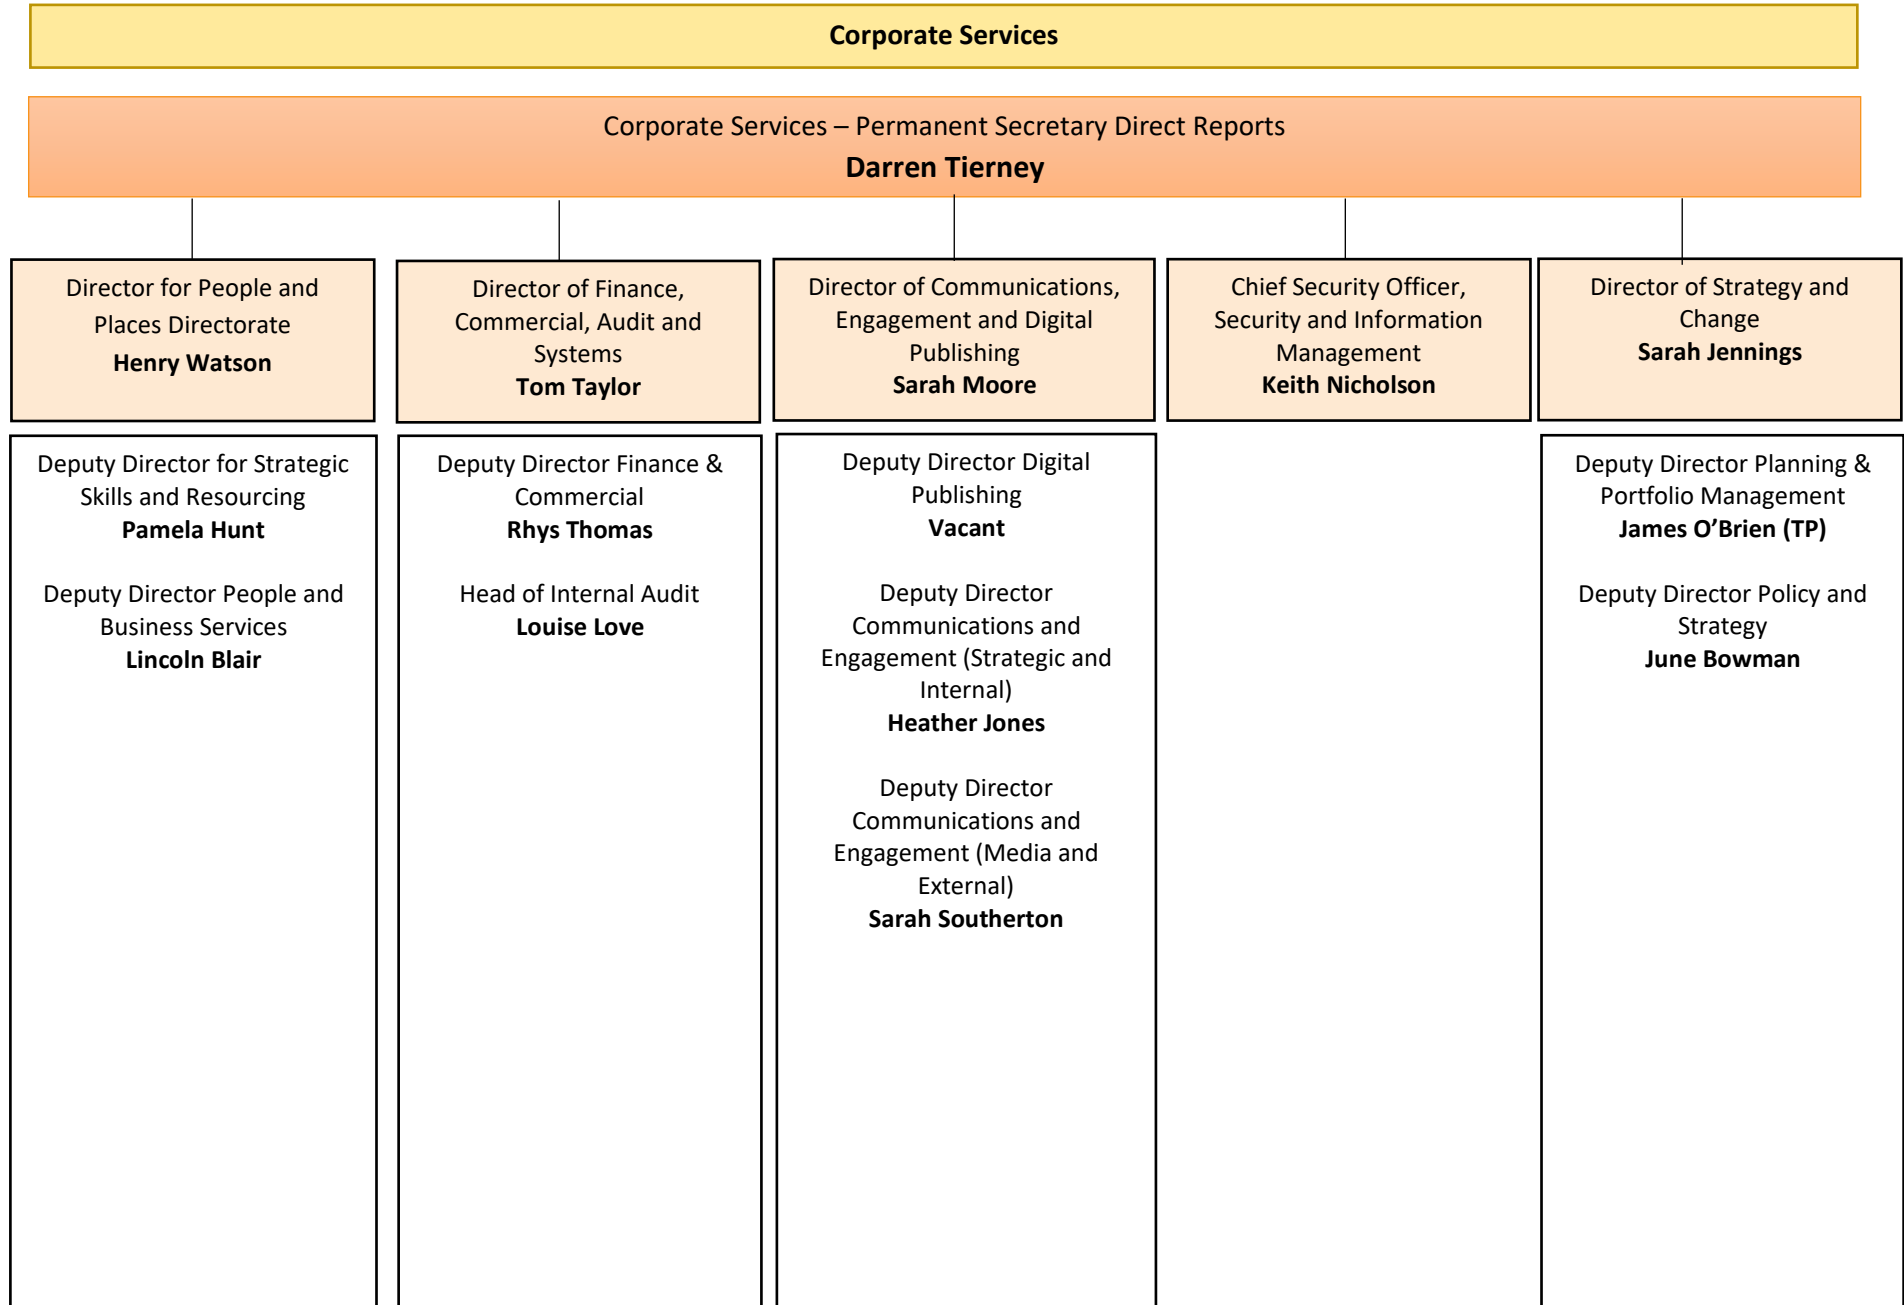 Corporate Services
Corporate Services – Permanent Secretary Direct Reports
Darren Tierney
Director for People and
Places Directorate
Henry Watson
Director of Finance,
Commercial, Audit and
Systems
Tom Taylor
Director of Communications,
Engagement and Digital
Publishing
Sarah Moore
Chief Security Officer,
Security and Information
Management
Keith Nicholson
Director of Strategy and
Change
Sarah Jennings
Deputy Director for Strategic
Skills and Resourcing
Pamela Hunt
Deputy Director People and
Business Services
Lincoln Blair
Deputy Director Finance &
Commercial
Rhys Thomas
Head of Internal Audit
Louise Love
Deputy Director Digital
Publishing
Vacant
Deputy Director
Communications and
Engagement (Strategic and
Internal)
Heather Jones
Deputy Director
Communications and
Engagement (Media and
External)
Sarah Southerton
Deputy Director Planning &
Portfolio Management
James O’Brien (TP)
Deputy Director Policy and
Strategy
June Bowman